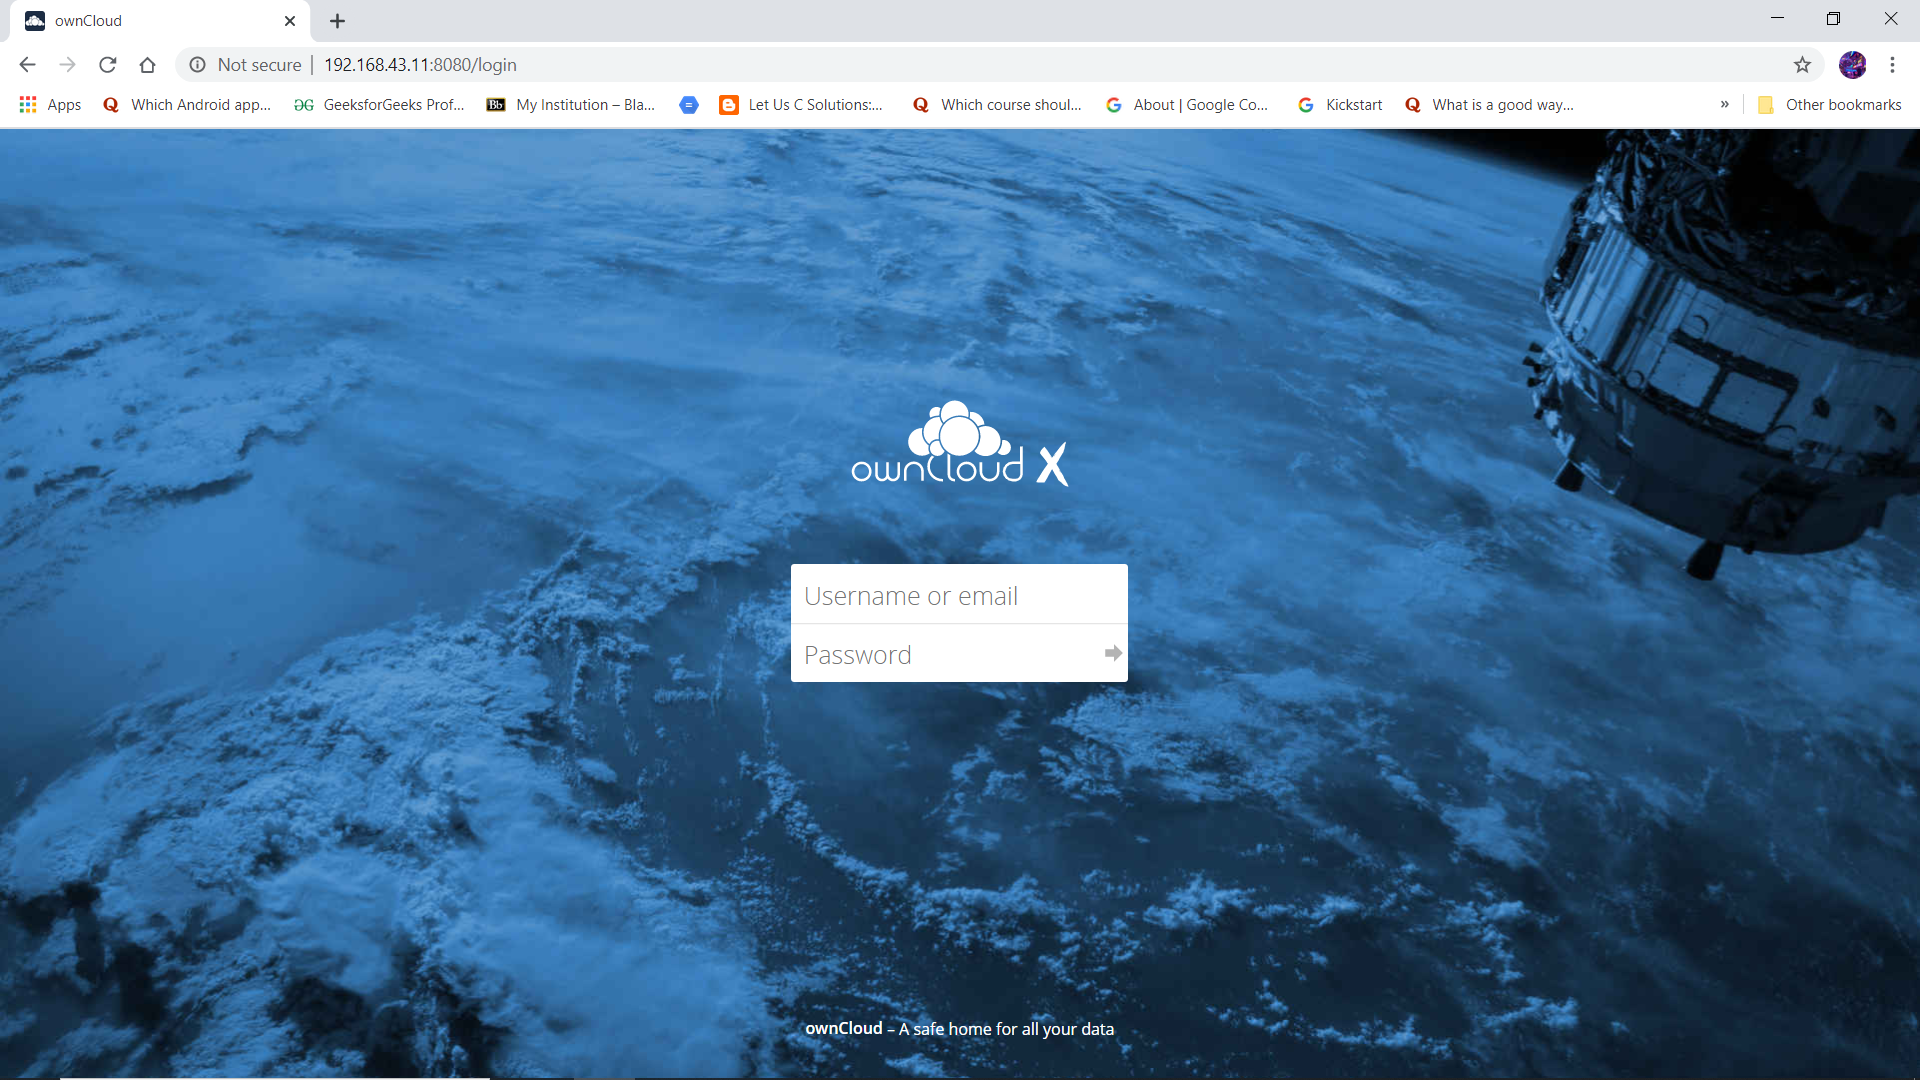 ownCloud
Not secure | 192.168.43.11:8080/login
Apps Which Android app... GeeksforGeeks Prof... Bb My Institution – Bla... Let Us C Solutions:... Which course shoul... About | Google Co... Kickstart What is a good way... » Other bookmarks
ownCloud X
Username or email
Password
ownCloud – A safe home for all your data